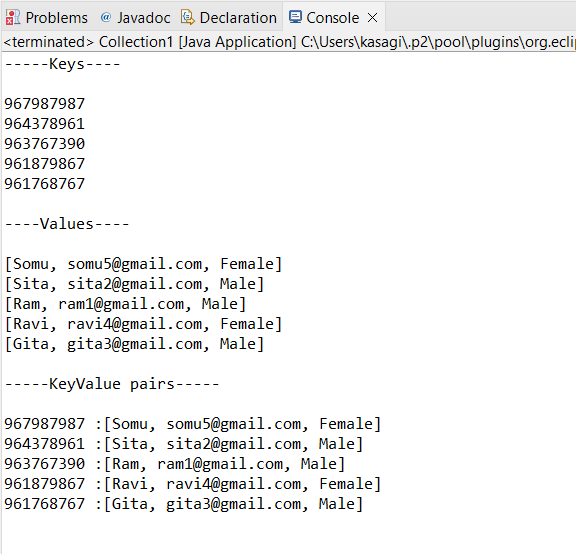 Problems @ Javadoc Declaration Console
<terminated> Collection1 [Java Application] C:\Users\kasagi\.p2\pool\plugins\org.eclip
-----Keys----
967987987
964378961
963767390
961879867
961768767
----Values----
[Somu, somu5@gmail.com, Female]
[Sita, sita2@gmail.com, Male]
[Ram, ram1@gmail.com, Male]
[Ravi, ravi4@gmail.com, Female]
[Gita, gita3@gmail.com, Male]
-----KeyValue pairs-----
967987987 :[Somu, somu5@gmail.com, Female]
964378961 :[Sita, sita2@gmail.com, Male]
963767390 :[Ram, ram1@gmail.com, Male]
961879867 :[Ravi, ravi4@gmail.com, Female]
961768767 :[Gita, gita3@gmail.com, Male]